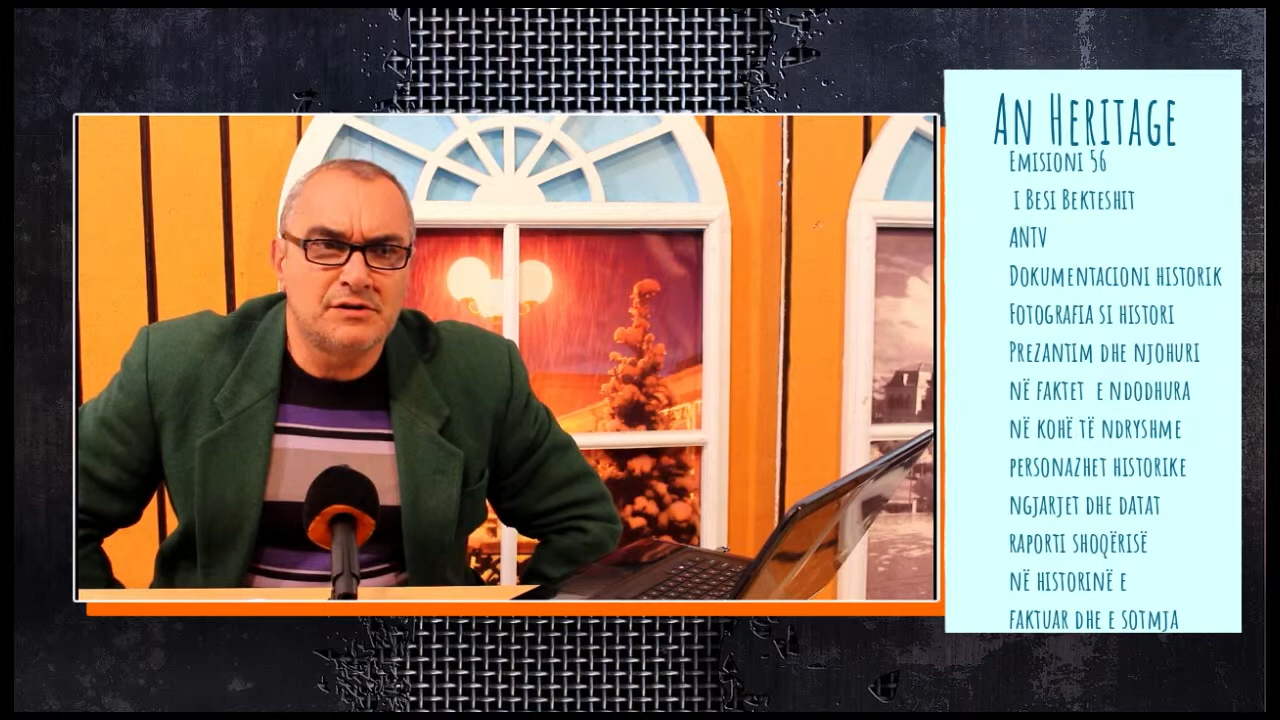 An Heritage
Emisioni 56
i Besi Bekteshit
ANTV
Dokumentacioni historik
Fotografia si histori
Prezantim dhe njohuri
në faktet e ndodhura
në kohë të ndryshme
personazhet historike
ngjarjet dhe datat
raporti shoqërisë
në historinë e
faktuar dhe e sotmja